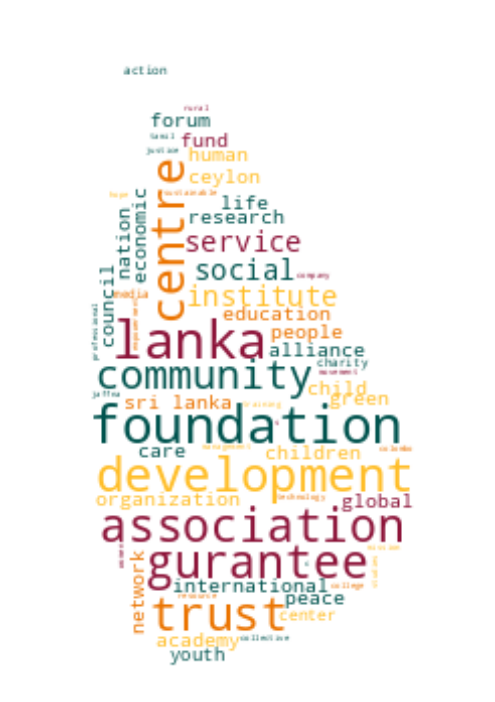 action
rural
forum
tamil
fund
justice
human
centre
ceylon
hope
sustainable
economic
life
nation
research
service
council
social
company
media
institute
professional
education
lanka
people
alliance
community
charity
movement
child
jaffna
green
sri lanka
training
foundation
care
management
children
colombo
development
organization
technology
global
association
gurantee
network
international
college
resource
peace
trust
center
academy
collective
youth